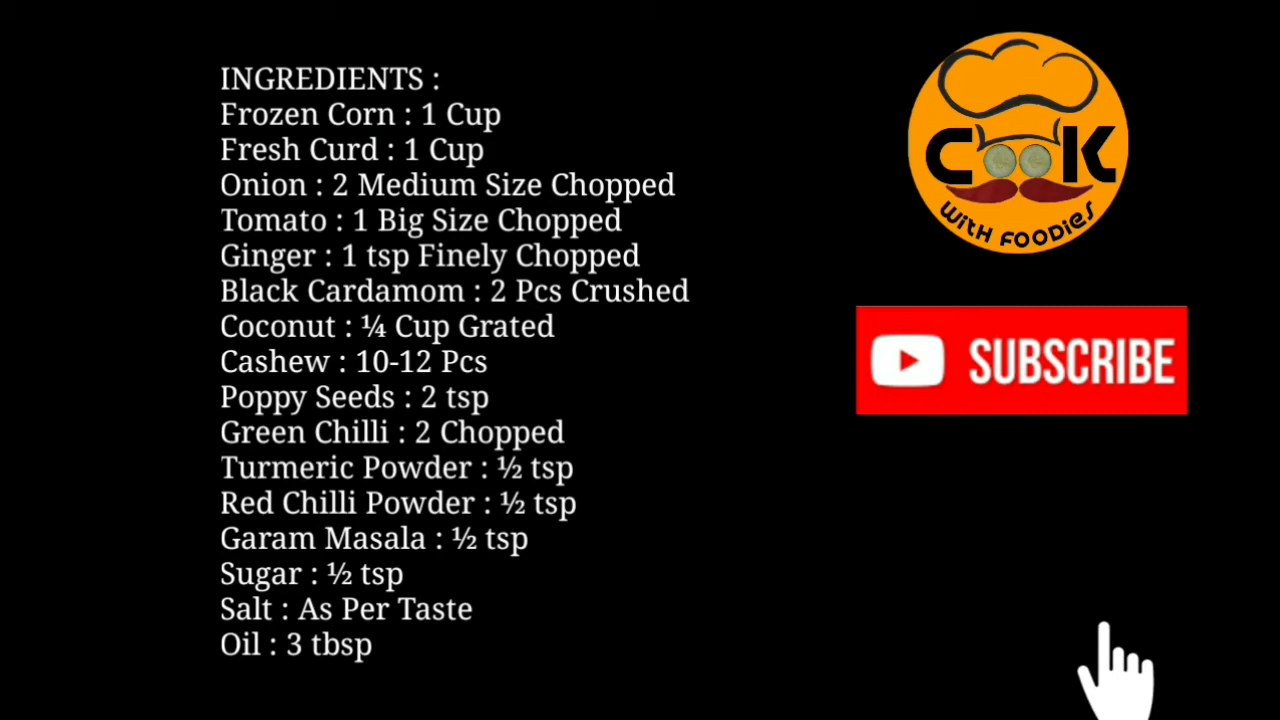 INGREDIENTS :
Frozen Corn : 1 Cup
Fresh Curd : 1 Cup
Onion : 2 Medium Size Chopped
Tomato : 1 Big Size Chopped
Ginger : 1 tsp Finely Chopped
Black Cardamom : 2 Pcs Crushed
Coconut : ¼ Cup Grated
Cashew : 10-12 Pcs
Poppy Seeds : 2 tsp
Green Chilli : 2 Chopped
Turmeric Powder : ½ tsp
Red Chilli Powder : ½ tsp
Garam Masala : ½ tsp
Sugar : ½ tsp
Salt : As Per Taste
Oil : 3 tbsp
COOK
WITH FOODIES
SUBSCRIBE